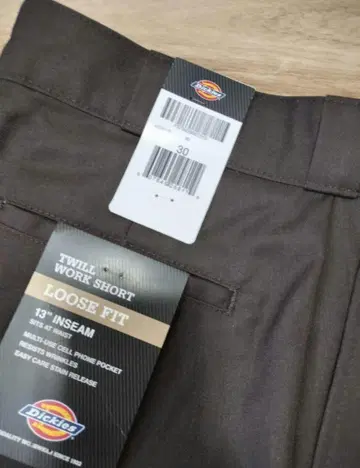 Dickies
30
TWILL
WORK SHORT
LOOSE FIT
13" INSEAM
SITS AT WAIST
MULTI-USE CELL PHONE POCKET
RESISTS WRINKLES
EASY CARE STAIN RELEASE
Dickies